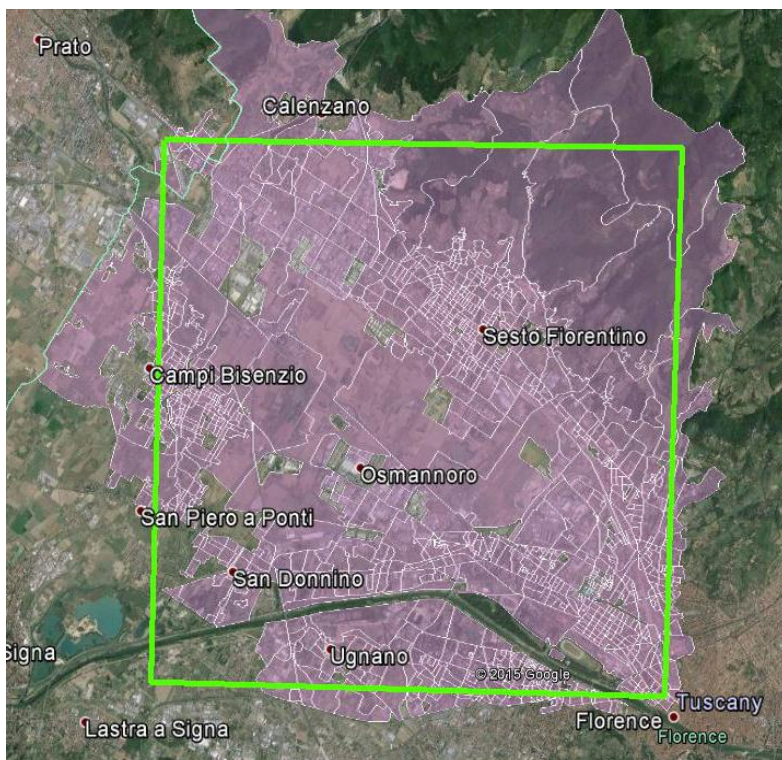 Prato
Calenzano
Sesto Fiorentino
Campi Bisenzio
Osmannoro
San Piero a Ponti
San Donnino
Signa
Ugnano
© 2015 Google
Tuscany
Florence
Lastra a Signa
Florence